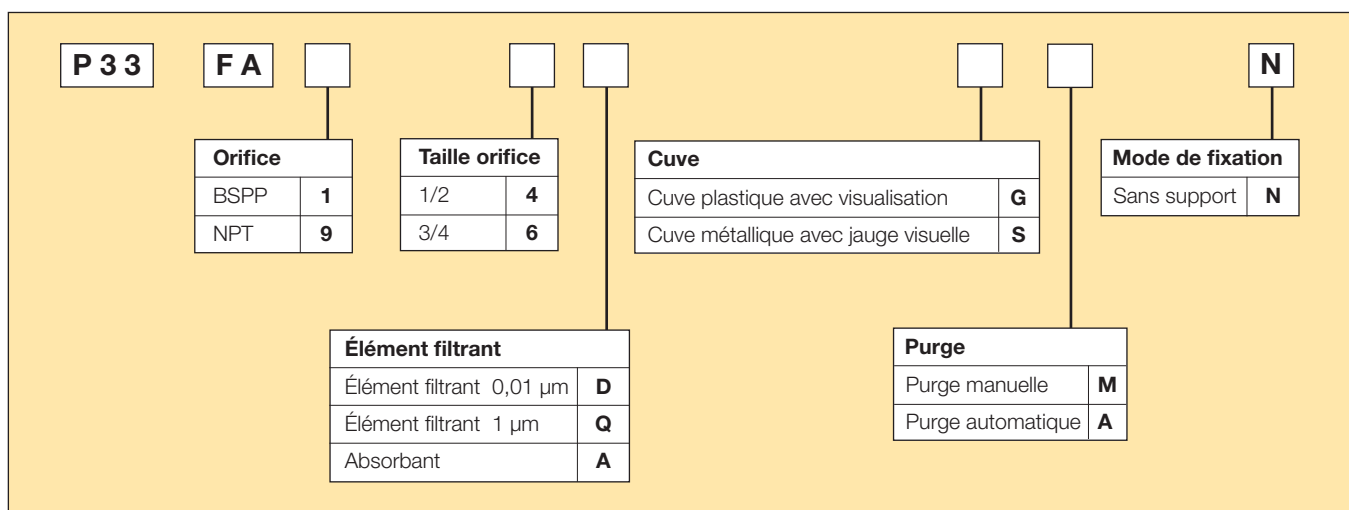 P 3 3 F A N
Orifice
BSPP 1
NPT 9
Taille orifice
1/2 4
3/4 6
Cuve
Cuve plastique avec visualisation G
Cuve métallique avec jauge visuelle S
Mode de fixation
Sans support N
Élément filtrant
Élément filtrant 0,01 µm D
Élément filtrant 1 µm Q
Absorbant A
Purge
Purge manuelle M
Purge automatique A